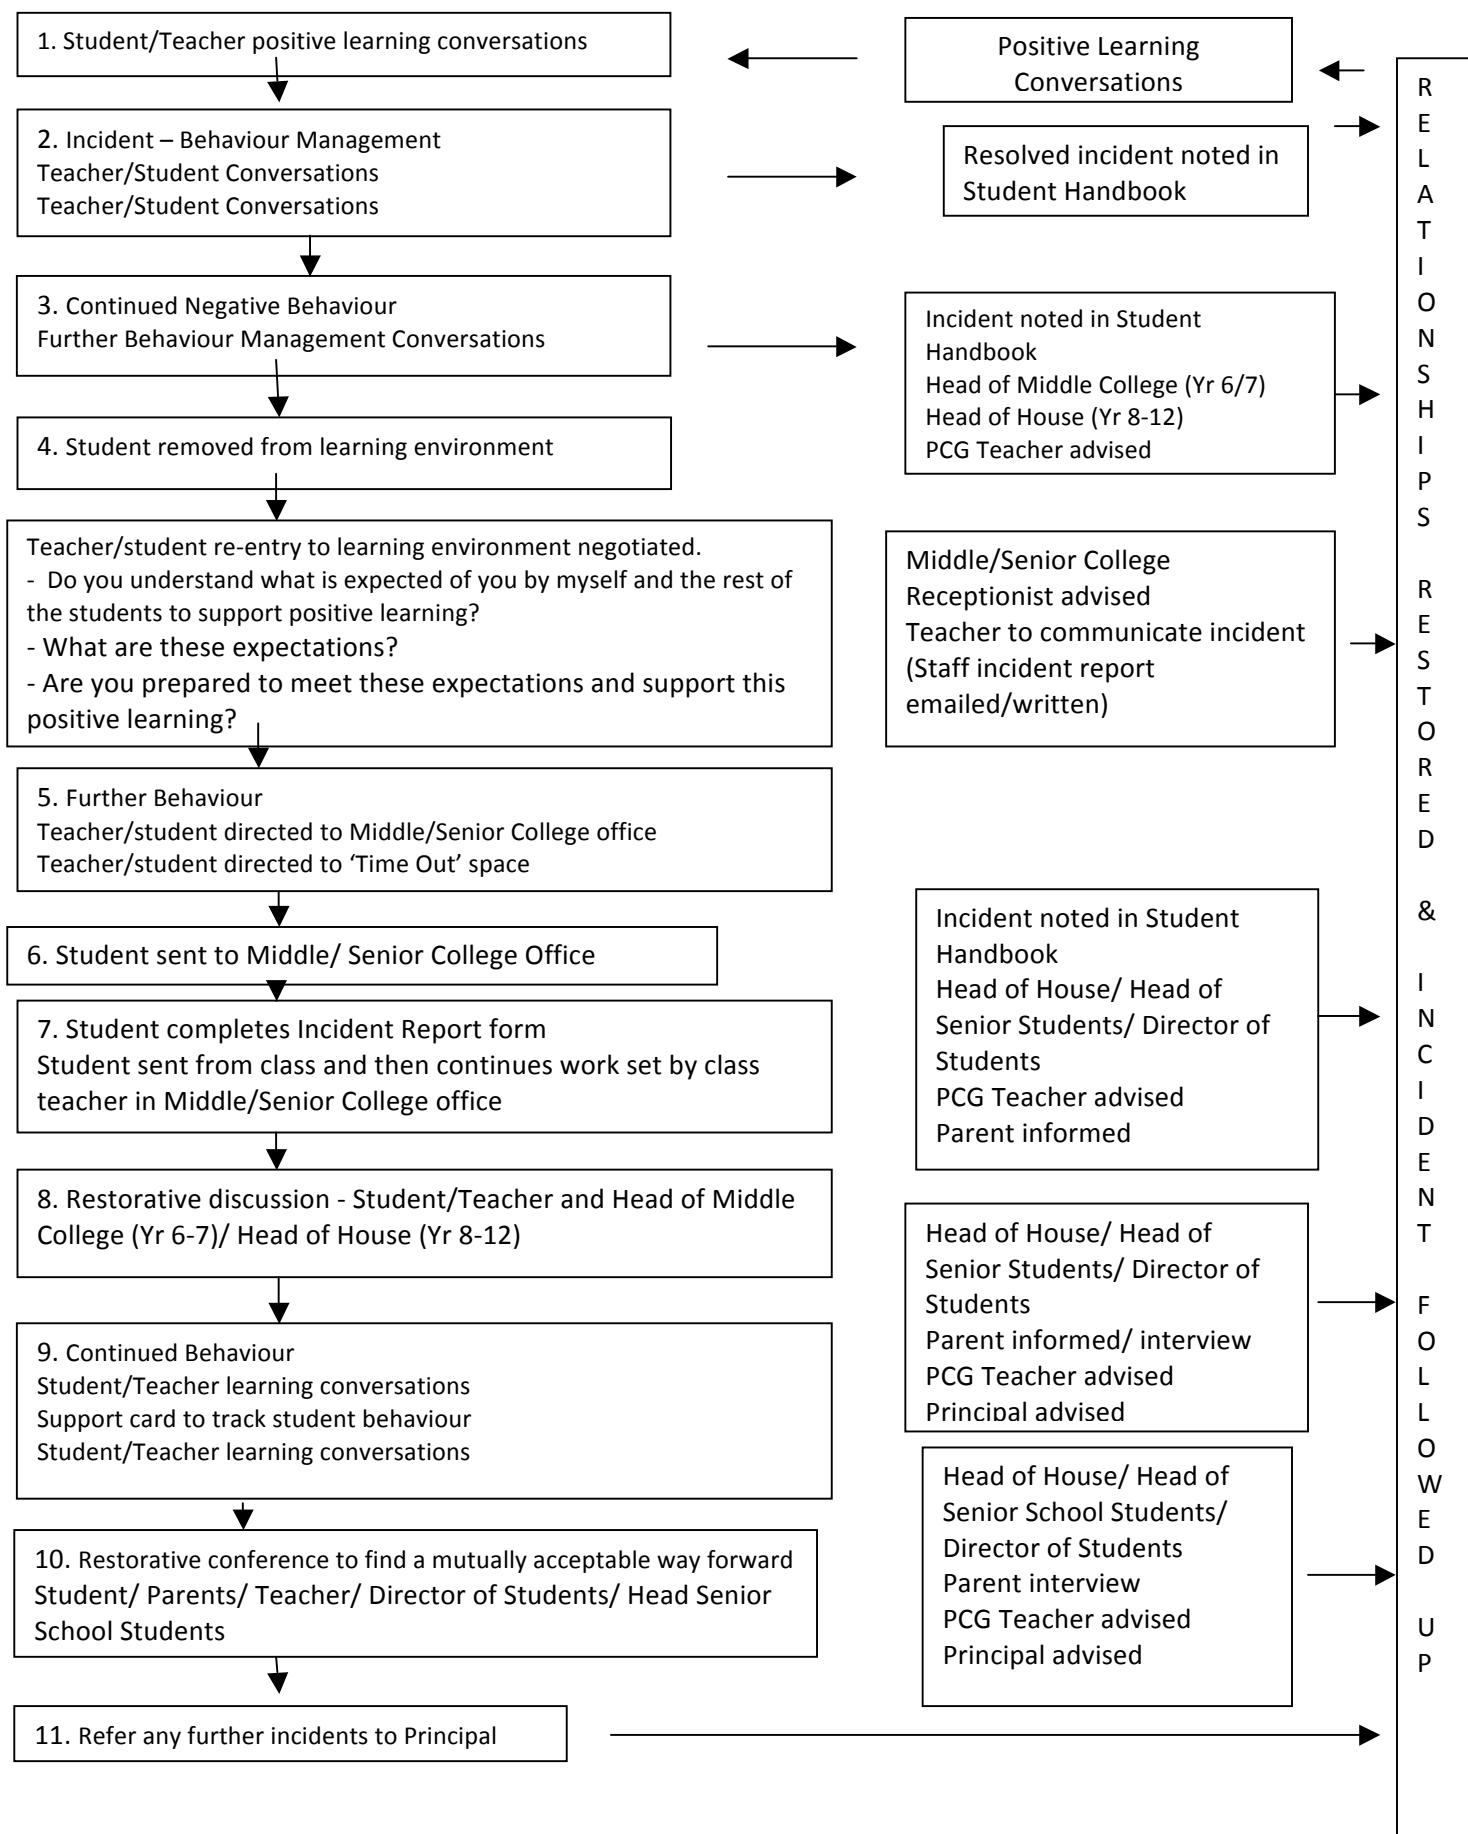 1. Student/Teacher positive learning conversations
Positive Learning
Conversations
2. Incident – Behaviour Management
Teacher/Student Conversations
Teacher/Student Conversations
Resolved incident noted in
Student Handbook
3. Continued Negative Behaviour
Further Behaviour Management Conversations
Incident noted in Student
Handbook
Head of Middle College (Yr 6/7)
Head of House (Yr 8-12)
PCG Teacher advised
4. Student removed from learning environment
Teacher/student re-entry to learning environment negotiated.
- Do you understand what is expected of you by myself and the rest of
the students to support positive learning?
- What are these expectations?
- Are you prepared to meet these expectations and support this
positive learning?
Middle/Senior College
Receptionist advised
Teacher to communicate incident
(Staff incident report
emailed/written)
5. Further Behaviour
Teacher/student directed to Middle/Senior College office
Teacher/student directed to ‘Time Out’ space
6. Student sent to Middle/ Senior College Office
Incident noted in Student
Handbook
Head of House/ Head of
Senior Students/ Director of
Students
PCG Teacher advised
Parent informed
7. Student completes Incident Report form
Student sent from class and then continues work set by class
teacher in Middle/Senior College office
8. Restorative discussion - Student/Teacher and Head of Middle
College (Yr 6-7)/ Head of House (Yr 8-12)
Head of House/ Head of
Senior Students/ Director of
Students
Parent informed/ interview
PCG Teacher advised
Principal advised
9. Continued Behaviour
Student/Teacher learning conversations
Support card to track student behaviour
Student/Teacher learning conversations
Head of House/ Head of
Senior School Students/
Director of Students
Parent interview
PCG Teacher advised
Principal advised
10. Restorative conference to find a mutually acceptable way forward
Student/ Parents/ Teacher/ Director of Students/ Head Senior
School Students
11. Refer any further incidents to Principal
RELATIONSHIPS RESTORED & INCIDENT FOLLOWED UP